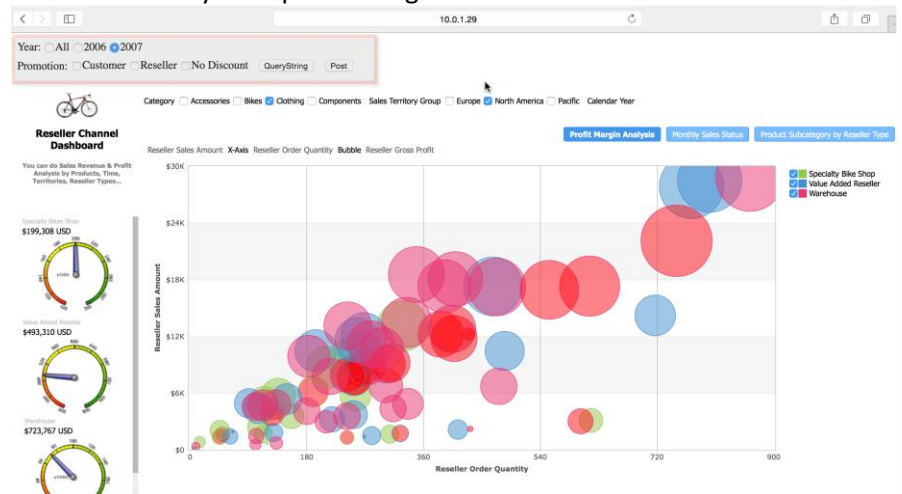 10.0.1.29
Year: All 2006 2007
Promotion: Customer Reseller No Discount QueryString Post
Category Accessories Bikes Clothing Components Sales Territory Group Europe North America Pacific Calendar Year
Reseller Channel
Dashboard
You can do Sales Revenue & Profit
Analysis by Products, Time,
Territories, Reseller Types...
Profit Margin Analysis Monthly Sales Status Product Subcategory by Reseller Type
Reseller Sales Amount X-Axis Reseller Order Quantity Bubble Reseller Gross Profit
Specialty Bike Shop
$199,308 USD
Value Added Reseller
$493,310 USD
Warehouse
$723,767 USD
Reseller Sales Amount
$30K
$24K
$18K
$12K
$6K
$0
0 180 360 540 720 900
Reseller Order Quantity
Specialty Bike Shop
Value Added Reseller
Warehouse